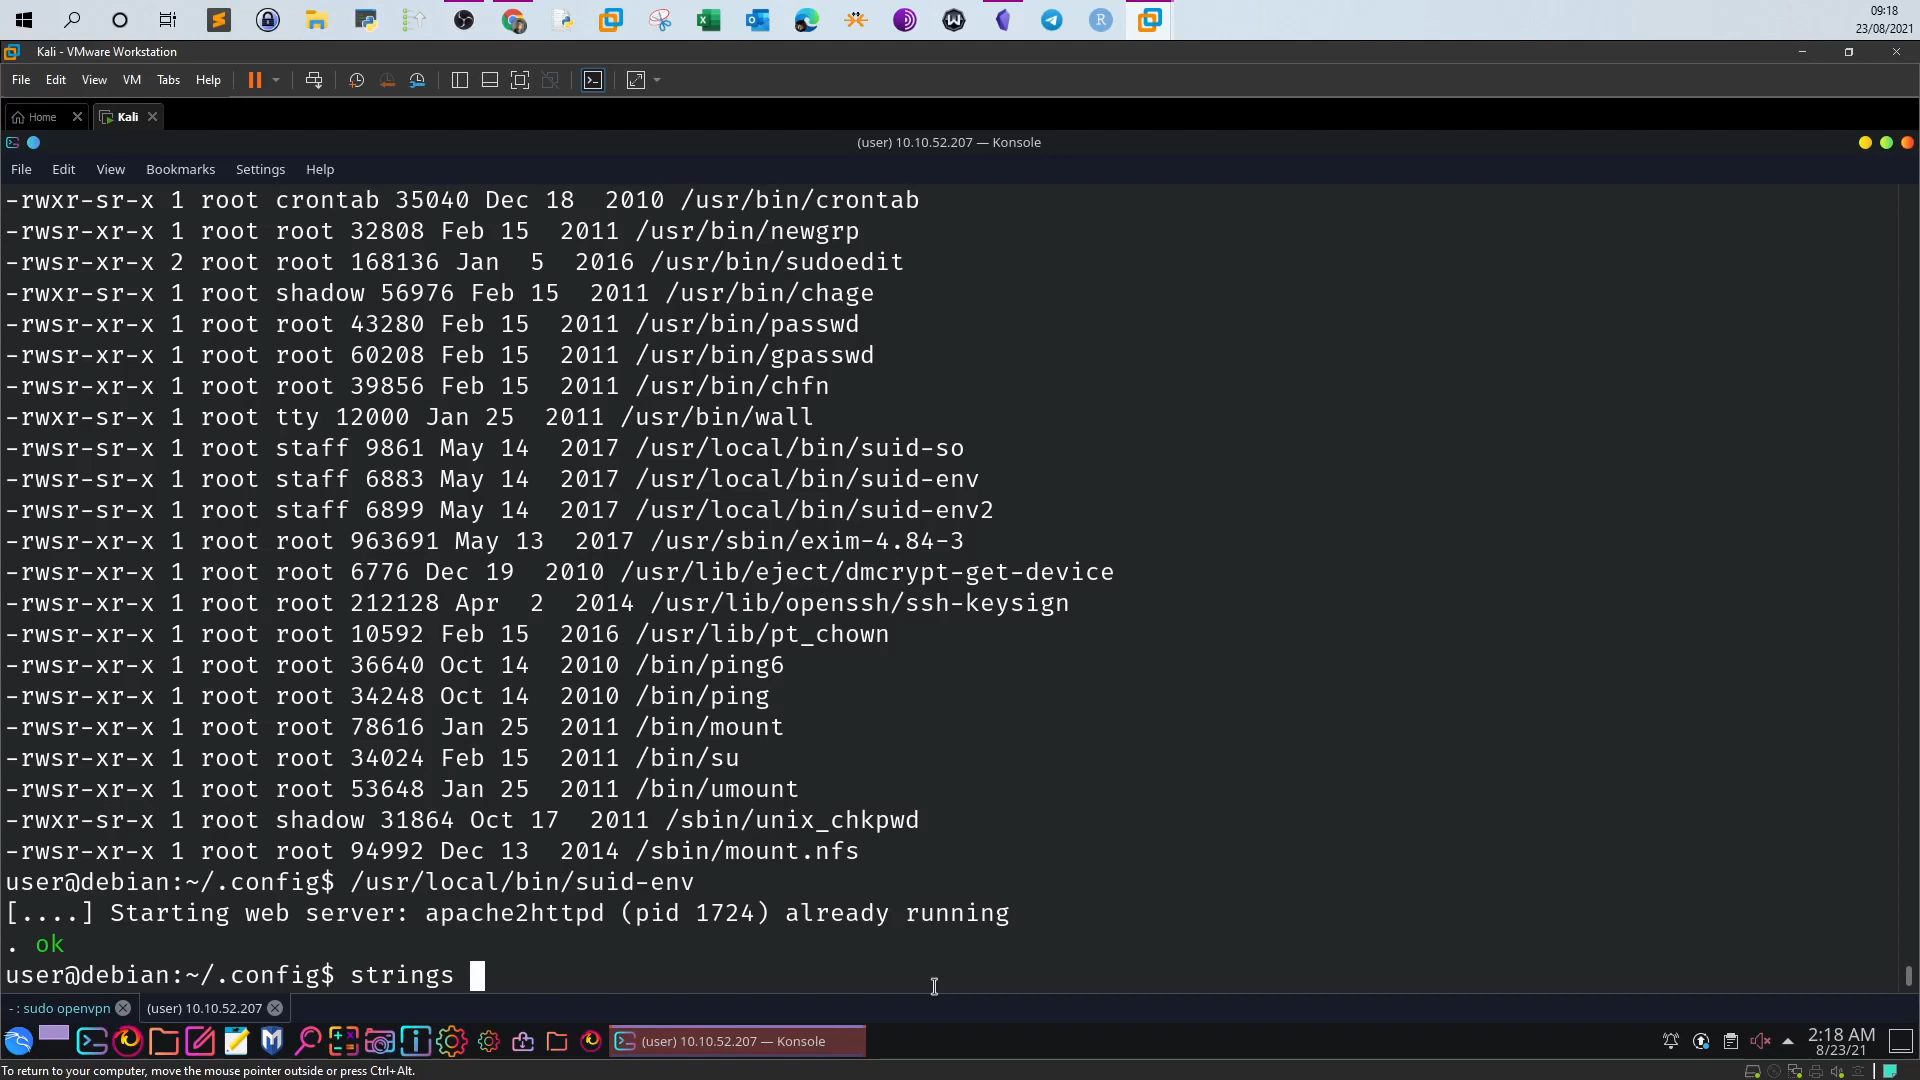 09:18
23/08/2021
Kali - VMware Workstation
File Edit View VM Tabs Help
Home Kali
(user) 10.10.52.207 — Konsole
File Edit View Bookmarks Settings Help
-rwxr-sr-x 1 root crontab 35040 Dec 18  2010 /usr/bin/crontab
-rwsr-xr-x 1 root root 32808 Feb 15  2011 /usr/bin/newgrp
-rwsr-xr-x 2 root root 168136 Jan  5  2016 /usr/bin/sudoedit
-rwxr-sr-x 1 root shadow 56976 Feb 15  2011 /usr/bin/chage
-rwsr-xr-x 1 root root 43280 Feb 15  2011 /usr/bin/passwd
-rwsr-xr-x 1 root root 60208 Feb 15  2011 /usr/bin/gpasswd
-rwsr-xr-x 1 root root 39856 Feb 15  2011 /usr/bin/chfn
-rwxr-sr-x 1 root tty 12000 Jan 25  2011 /usr/bin/wall
-rwsr-sr-x 1 root staff 9861 May 14  2017 /usr/local/bin/suid-so
-rwsr-sr-x 1 root staff 6883 May 14  2017 /usr/local/bin/suid-env
-rwsr-sr-x 1 root staff 6899 May 14  2017 /usr/local/bin/suid-env2
-rwsr-xr-x 1 root root 963691 May 13  2017 /usr/sbin/exim-4.84-3
-rwsr-xr-x 1 root root 6776 Dec 19  2010 /usr/lib/eject/dmcrypt-get-device
-rwsr-xr-x 1 root root 212128 Apr  2  2014 /usr/lib/openssh/ssh-keysign
-rwsr-xr-x 1 root root 10592 Feb 15  2016 /usr/lib/pt_chown
-rwsr-xr-x 1 root root 36640 Oct 14  2010 /bin/ping6
-rwsr-xr-x 1 root root 34248 Oct 14  2010 /bin/ping
-rwsr-xr-x 1 root root 78616 Jan 25  2011 /bin/mount
-rwsr-xr-x 1 root root 34024 Feb 15  2011 /bin/su
-rwsr-xr-x 1 root root 53648 Jan 25  2011 /bin/umount
-rwxr-sr-x 1 root shadow 31864 Oct 17  2011 /sbin/unix_chkpwd
-rwsr-xr-x 1 root root 94992 Dec 13  2014 /sbin/mount.nfs
user@debian:~/.config$ /usr/local/bin/suid-env
[....] Starting web server: apache2httpd (pid 1724) already running
. ok
user@debian:~/.config$ strings
- : sudo openvpn (user) 10.10.52.207
(user) 10.10.52.207 — Konsole
2:18 AM
8/23/21
To return to your computer, move the mouse pointer outside or press Ctrl+Alt.